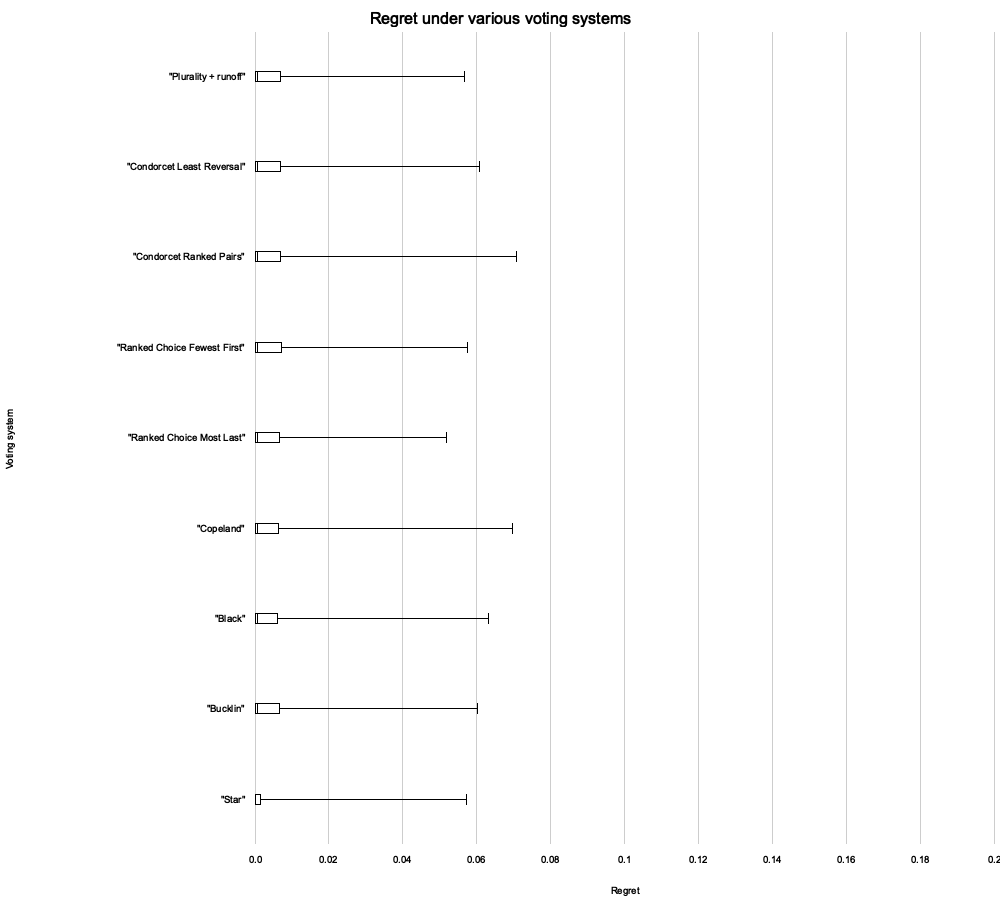 Regret under various voting systems
"Plurality + runoff"
"Condorcet Least Reversal"
"Condorcet Ranked Pairs"
"Ranked Choice Fewest First"
"Ranked Choice Most Last"
"Copeland"
"Black"
"Bucklin"
"Star"
Voting system
0.0 0.02 0.04 0.06 0.08 0.1 0.12 0.14 0.16 0.18 0.2
Regret